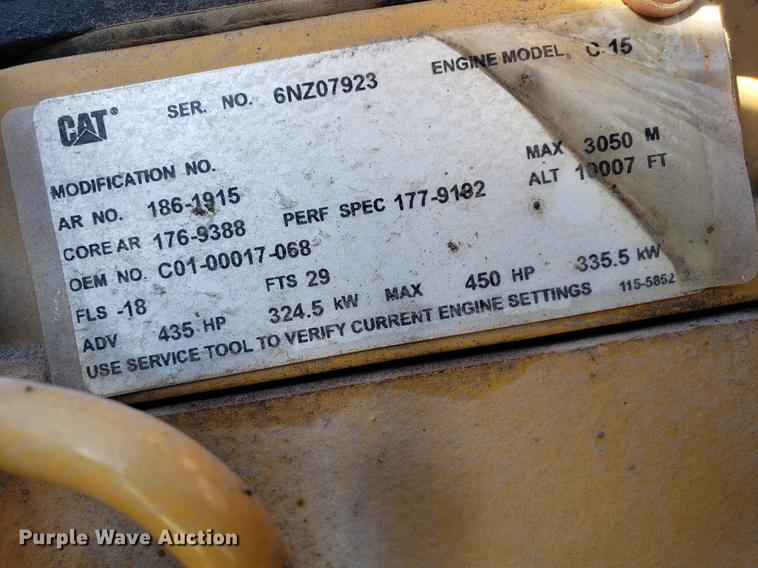 CAT® SER. NO. 6NZ07923 ENGINE MODEL C-15
MODIFICATION NO.
AR NO. 186-1915 MAX 3050 M
CORE AR 176-9388 PERF SPEC 177-9192 ALT 10007 FT
OEM NO. C01-00017-068
FLS -18 FTS 29
ADV 435 HP 324.5 kW MAX 450 HP 335.5 kW
USE SERVICE TOOL TO VERIFY CURRENT ENGINE SETTINGS 115-5852
Purple Wave Auction